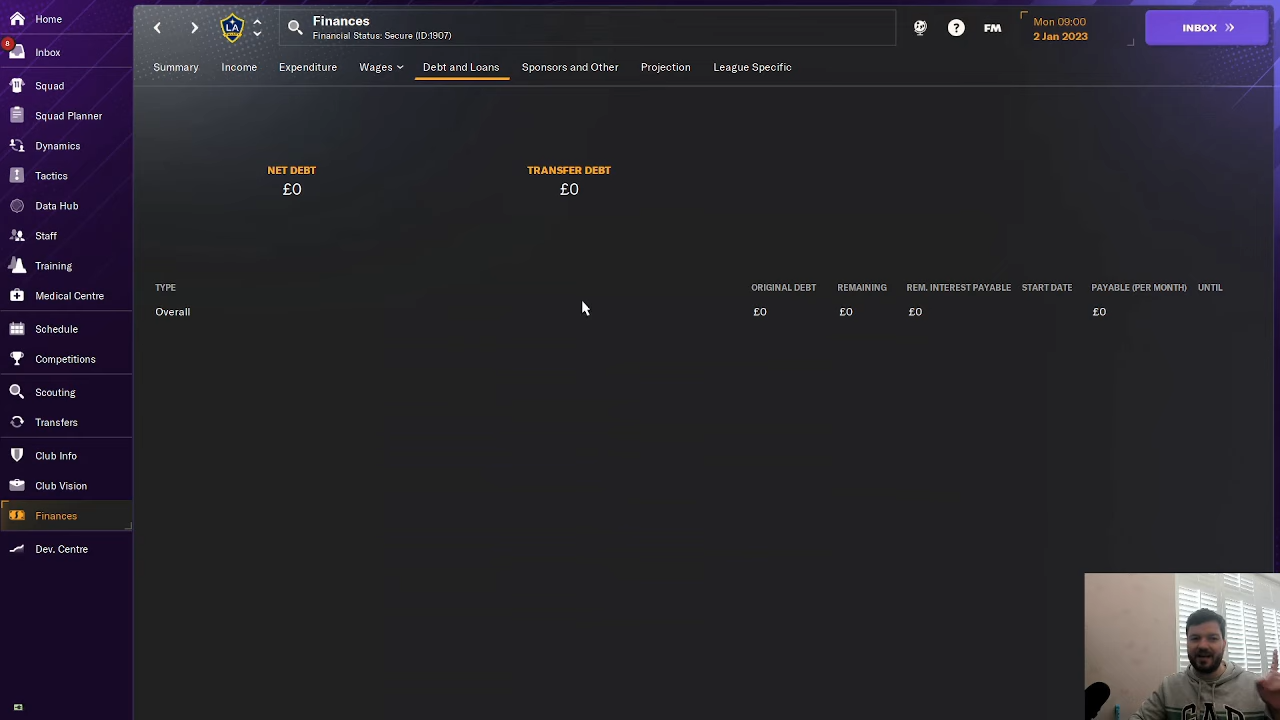 Home
Finances
Financial Status: Secure (ID:1907)
FM
Mon 09:00
2 Jan 2023
INBOX
8
Inbox
Summary
Income
Expenditure
Wages
Debt and Loans
Sponsors and Other
Projection
League Specific
LA
11
Squad
Squad Planner
Dynamics
Tactics
Data Hub
Staff
Training
Medical Centre
Schedule
Competitions
Scouting
Transfers
Club Info
Club Vision
Finances
Dev. Centre
NET DEBT
£0
TRANSFER DEBT
£0
TYPE ORIGINAL DEBT REMAINING REM. INTEREST PAYABLE START DATE PAYABLE (PER MONTH) UNTIL
Overall £0 £0 £0 £0
GAP